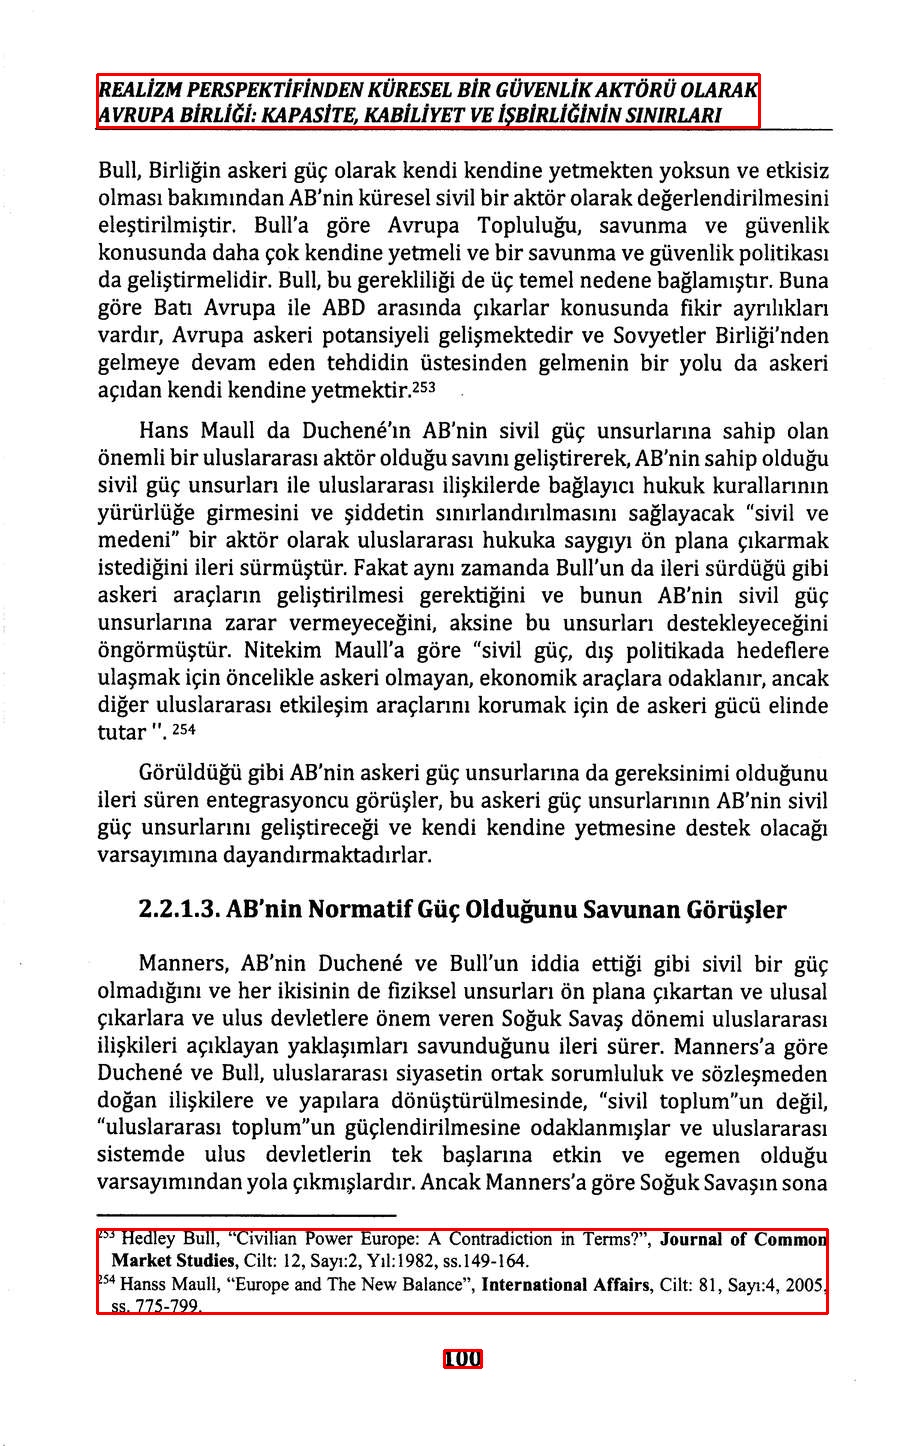 REALİZM PERSPEKTİFİNDEN KÜRESEL BİR GÜVENLİK AKTÖRÜ OLARAK
AVRUPA BİRLİĞİ: KAPASİTE, KABİLİYET VE İŞBİRLİĞİNİN SINIRLARI
Bull, Birliğin askeri güç olarak kendi kendine yetmekten yoksun ve etkisiz
olması bakımından AB'nin küresel sivil bir aktör olarak değerlendirilmesini
eleştirilmiştir. Bull'a göre Avrupa Topluluğu, savunma ve güvenlik
konusunda daha çok kendine yetmeli ve bir savunma ve güvenlik politikası
da geliştirmelidir. Bull, bu gerekliliği de üç temel nedene bağlamıştır. Buna
göre Batı Avrupa ile ABD arasında çıkarlar konusunda fikir ayrılıkları
vardır, Avrupa askeri potansiyeli gelişmektedir ve Sovyetler Birliği'nden
gelmeye devam eden tehdidin üstesinden gelmenin bir yolu da askeri
açıdan kendi kendine yetmektir.253
Hans Maull da Duchené'ın AB'nin sivil güç unsurlarına sahip olan
önemli bir uluslararası aktör olduğu savını geliştirerek, AB'nin sahip olduğu
sivil güç unsurları ile uluslararası ilişkilerde bağlayıcı hukuk kurallarının
yürürlüğe girmesini ve şiddetin sınırlandırılmasını sağlayacak "sivil ve
medeni" bir aktör olarak uluslararası hukuka saygıyı ön plana çıkarmak
istediğini ileri sürmüştür. Fakat aynı zamanda Bull'un da ileri sürdüğü gibi
askeri araçların geliştirilmesi gerektiğini ve bunun AB'nin sivil güç
unsurlarına zarar vermeyeceğini, aksine bu unsurları destekleyeceğini
öngörmüştür. Nitekim Maull'a göre "sivil güç, dış politikada hedeflere
ulaşmak için öncelikle askeri olmayan, ekonomik araçlara odaklanır, ancak
diğer uluslararası etkileşim araçlarını korumak için de askeri gücü elinde
tutar ". 254
Görüldüğü gibi AB'nin askeri güç unsurlarına da gereksinimi olduğunu
ileri süren entegrasyoncu görüşler, bu askeri güç unsurlarının AB'nin sivil
güç unsurlarını geliştireceği ve kendi kendine yetmesine destek olacağı
varsayımına dayandırmaktadırlar.
2.2.1.3. AB'nin Normatif Güç Olduğunu Savunan Görüşler
Manners, AB'nin Duchené ve Bull'un iddia ettiği gibi sivil bir güç
olmadığını ve her ikisinin de fiziksel unsurları ön plana çıkartan ve ulusal
çıkarlara ve ulus devletlere önem veren Soğuk Savaş dönemi uluslararası
ilişkileri açıklayan yaklaşımları savunduğunu ileri sürer. Manners'a göre
Duchené ve Bull, uluslararası siyasetin ortak sorumluluk ve sözleşmeden
doğan ilişkilere ve yapılara dönüştürülmesinde, "sivil toplum"un değil,
"uluslararası toplum"un güçlendirilmesine odaklanmışlar ve uluslararası
sistemde ulus devletlerin tek başlarına etkin ve egemen olduğu
varsayımından yola çıkmışlardır. Ancak Manners'a göre Soğuk Savaşın sona
253 Hedley Bull, "Civilian Power Europe: A Contradiction in Terms?", Journal of Common
Market Studies, Cilt: 12, Sayı:2, Yıl:1982, ss.149-164.
254 Hanss Maull, "Europe and The New Balance", International Affairs, Cilt: 81, Sayı:4, 2005,
ss. 775-799.
100